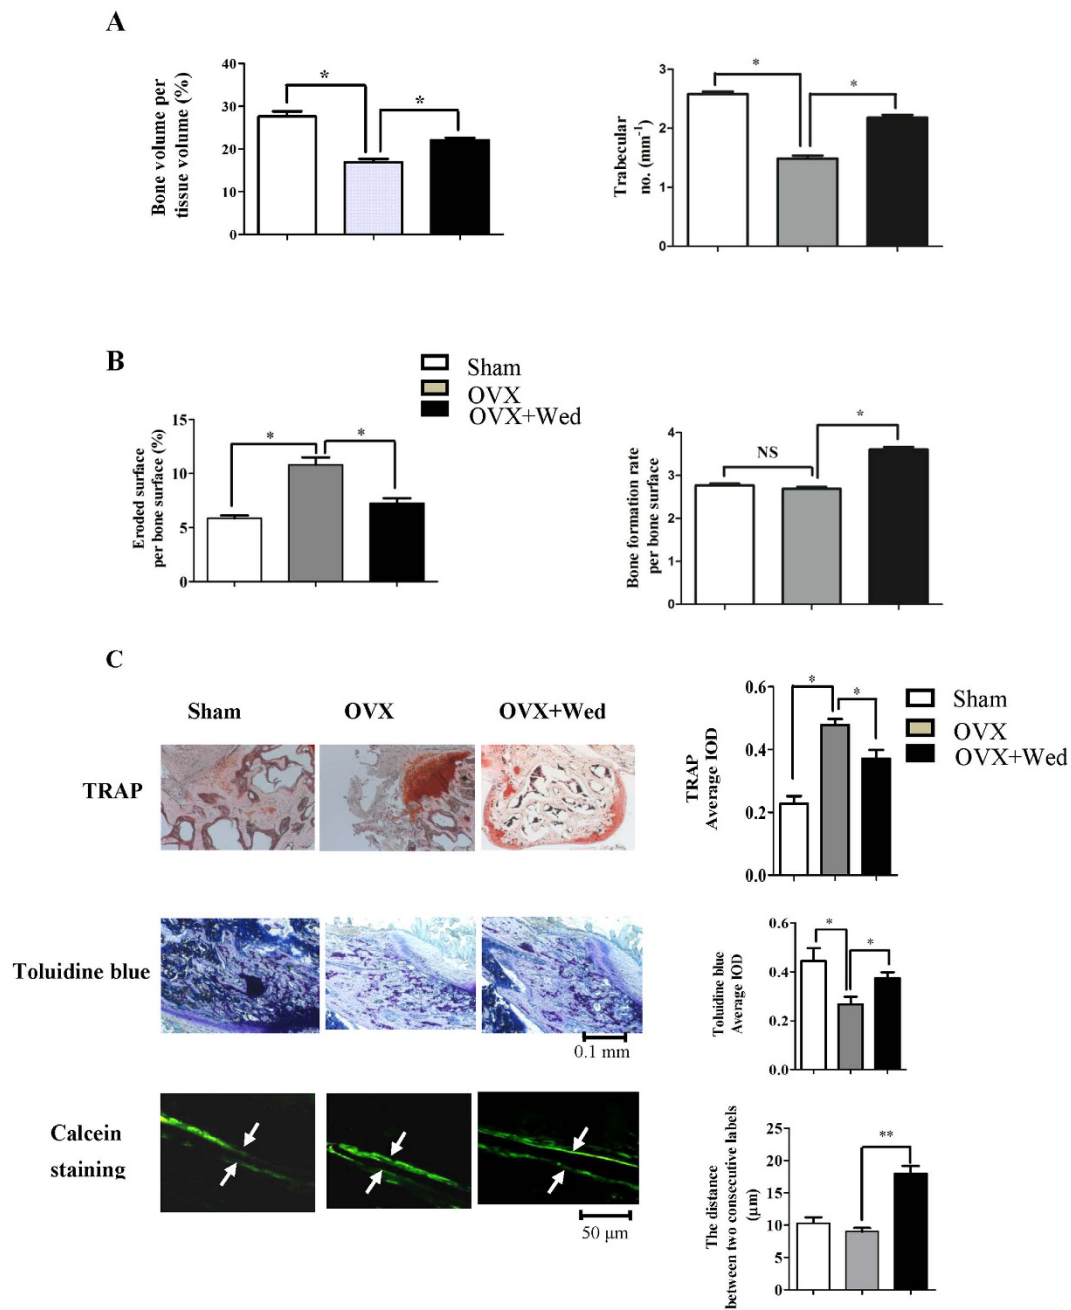 A
Bone volume per
tissue volume (%)
40
30
20
10
0
*
*
Trabecular
no. (mm⁻¹)
3
2
1
0
*
*
B
Sham
OVX
OVX+Wed
Eroded surface
per bone surface (%)
15
10
5
0
*
*
Bone formation rate
per bone surface
4
3
2
1
0
NS
*
C
Sham
OVX
OVX+Wed
TRAP
TRAP
Average IOD
0.6
0.4
0.2
0.0
*
*
Sham
OVX
OVX+Wed
Toluidine blue
0.1 mm
Toluidine blue
Average IOD
0.6
0.4
0.2
0.0
*
*
Calcein
staining
50 μm
The distance
between two consecutive labels
(μm)
25
20
15
10
5
0
**